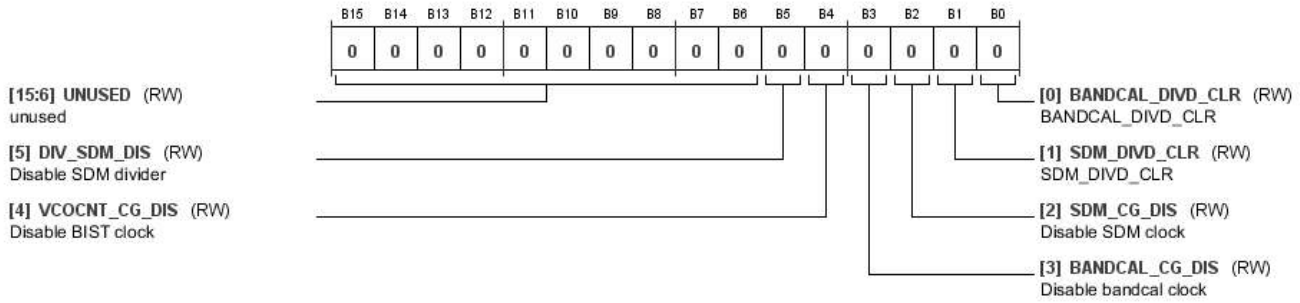 B15 B14 B13 B12 B11 B10 B9 B8 B7 B6 B5 B4 B3 B2 B1 B0
0 0 0 0 0 0 0 0 0 0 0 0 0 0 0 0
[15:6] UNUSED (RW)
unused
[5] DIV_SDM_DIS (RW)
Disable SDM divider
[4] VCOCNT_CG_DIS (RW)
Disable BIST clock
[0] BANDCAL_DIVD_CLR (RW)
BANDCAL_DIVD_CLR
[1] SDM_DIVD_CLR (RW)
SDM_DIVD_CLR
[2] SDM_CG_DIS (RW)
Disable SDM clock
[3] BANDCAL_CG_DIS (RW)
Disable bandcal clock